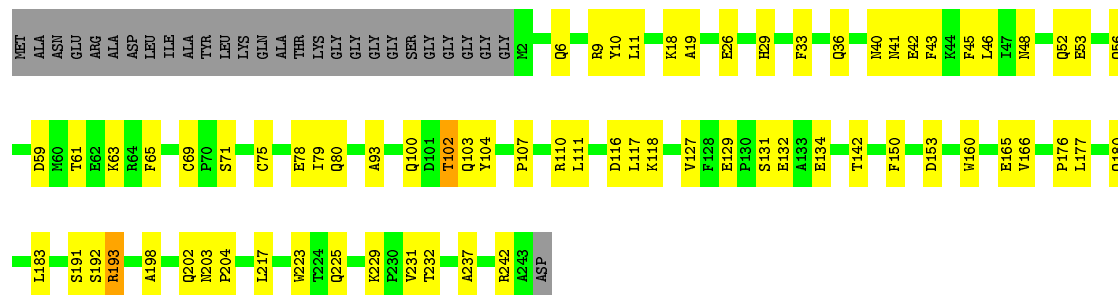 MET ALA ASN GLU ARG ALA ASP LEU ILE ALA TYR LEU LYS GLN ALA THR LYS GLY GLY GLY GLY SER GLY GLY GLY GLY GLY M2 Q6 R9 Y10 L11 K18 A19 E26 H29 F33 Q36 N40 N41 E42 F43 K44 F45 L46 I47 N48 Q52 E53 Q56
D59 M60 T61 E62 K63 R64 F65 C69 P70 S71 C75 E78 I79 Q80 A93 Q100 D101 T102 Q103 Y104 P107 R110 L111 D116 L117 K118 V127 F128 E129 P130 S131 E132 A133 E134 T142 F150 D153 W160 E165 V166 P176 L177 Q180
L183 S191 S192 R193 A198 Q202 N203 P204 L217 W223 T224 Q225 K229 P230 V231 T232 A237 R242 A243 ASP